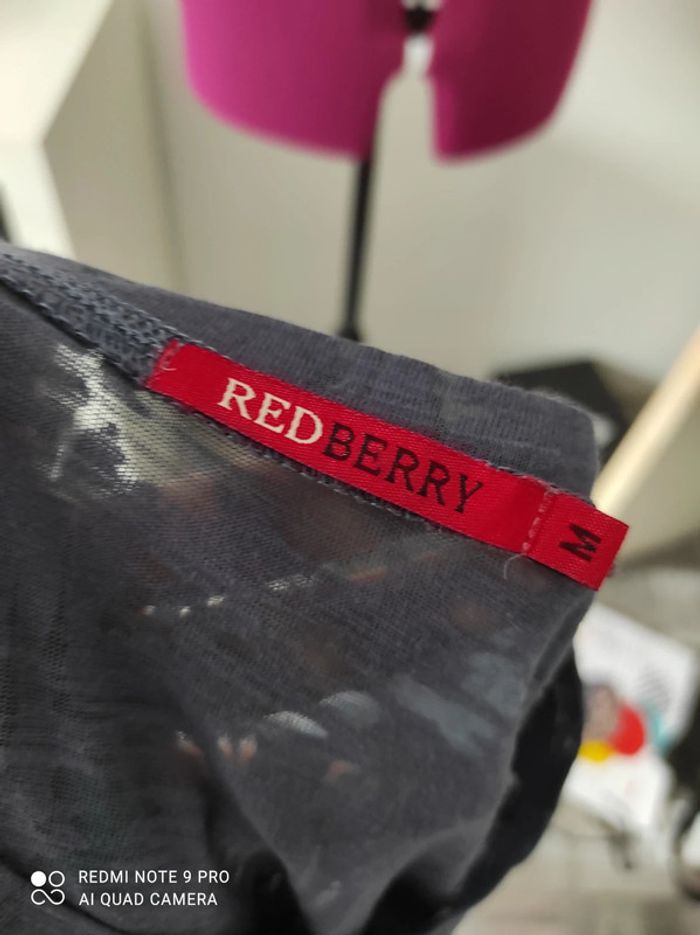 REDBERRY
M
REDMI NOTE 9 PRO
AI QUAD CAMERA